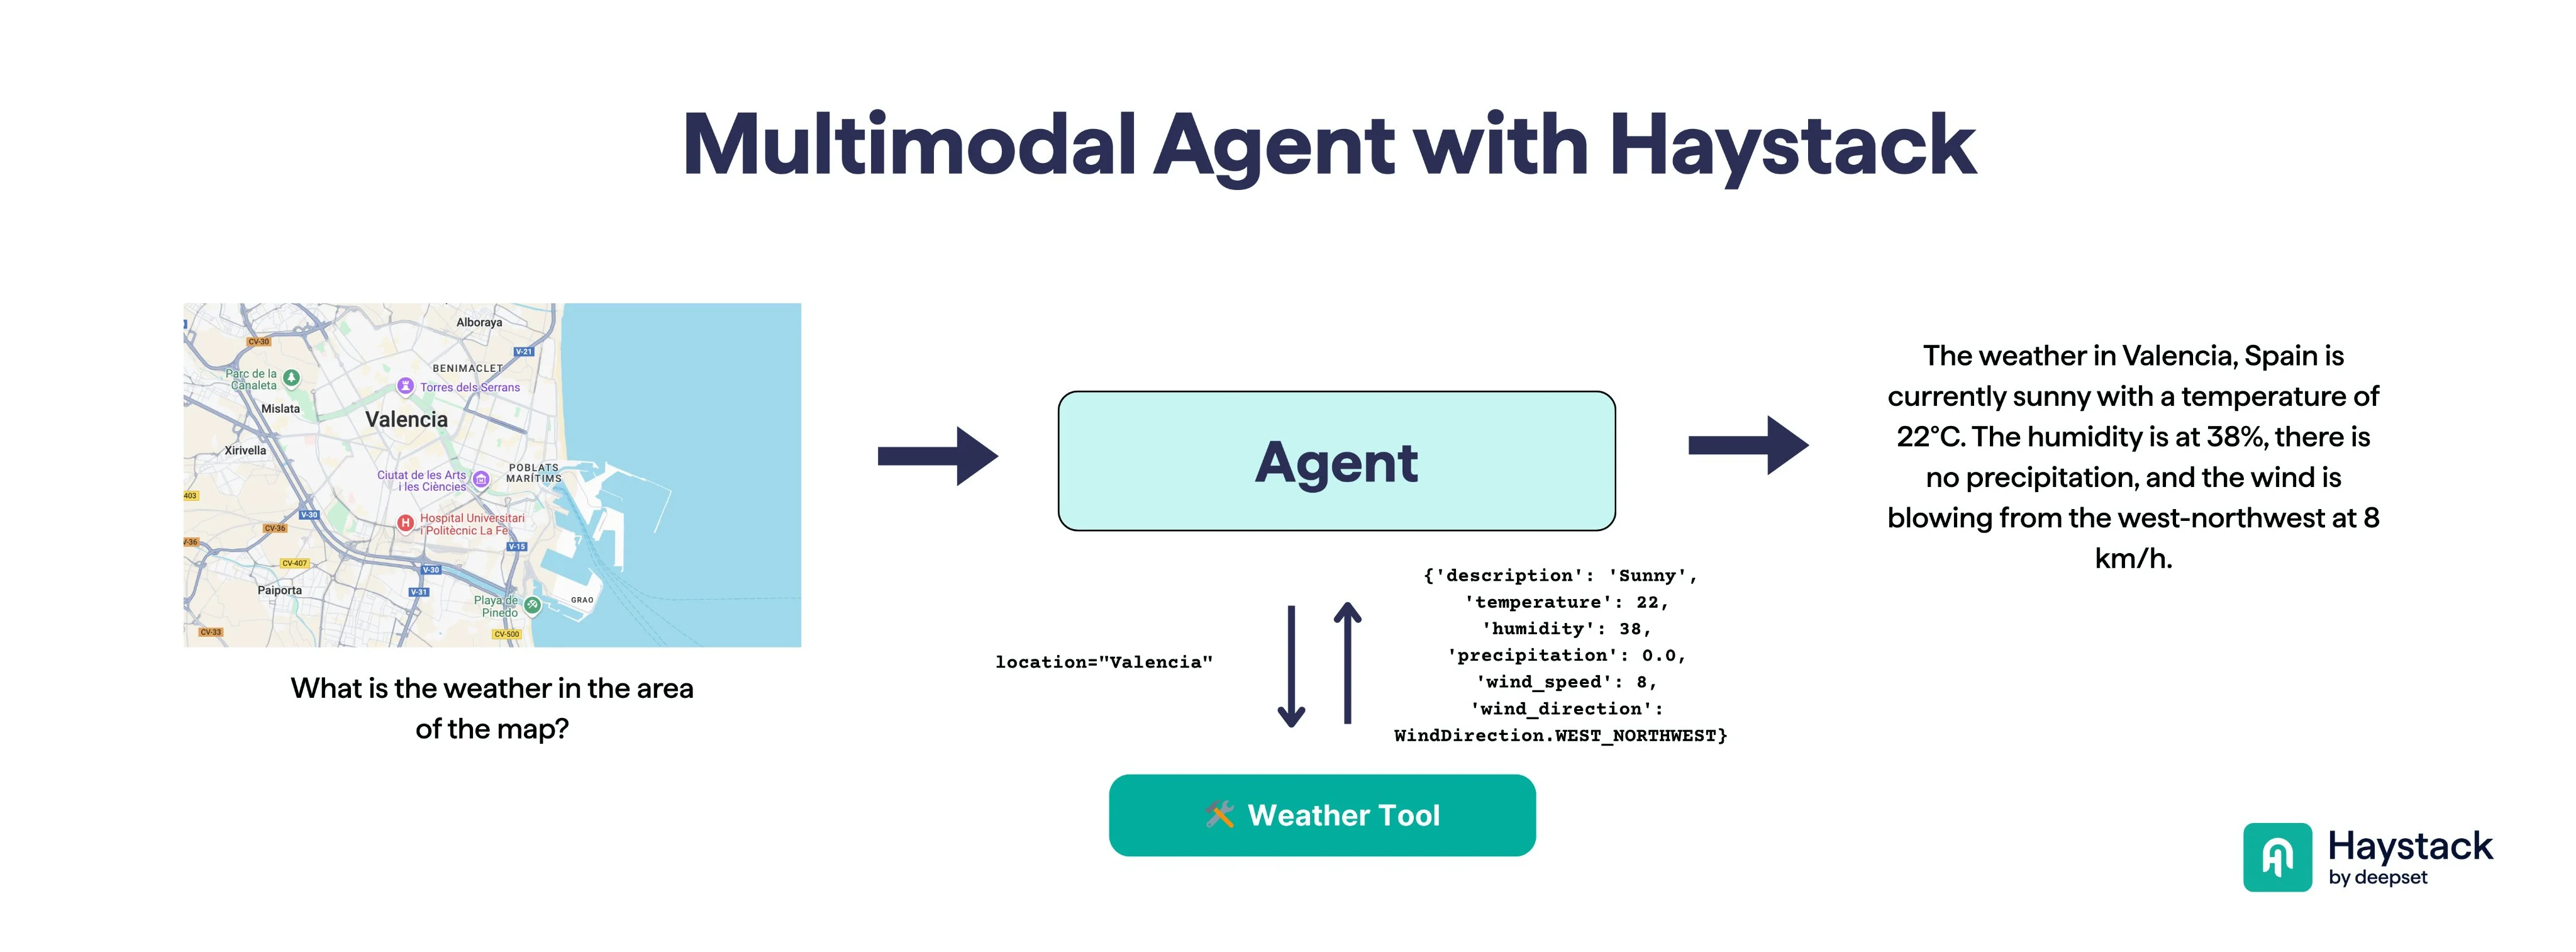 Multimodal Agent with Haystack
Alboraya
CV-30
V-21
BENIMACLET
Parc de la
Canaleta
Torres dels Serrans
Mislata
Valencia
Xirivella
POBLATS
MARÍTIMS
Ciutat de les Arts
i les Ciències
403
V-30
Hospital Universitari
i Politècnic La Fe
CV-36
V-36
V-15
CV-407
V-30
Paiporta
V-31
Playa de
Pinedo
GRAO
CV-33
CV-500
What is the weather in the area
of the map?
Agent
location="Valencia"
{'description': 'Sunny',
'temperature': 22,
'humidity': 38,
'precipitation': 0.0,
'wind_speed': 8,
'wind_direction':
WindDirection.WEST_NORTHWEST}
Weather Tool
The weather in Valencia, Spain is
currently sunny with a temperature of
22°C. The humidity is at 38%, there is
no precipitation, and the wind is
blowing from the west-northwest at 8
km/h.
Haystack
by deepset